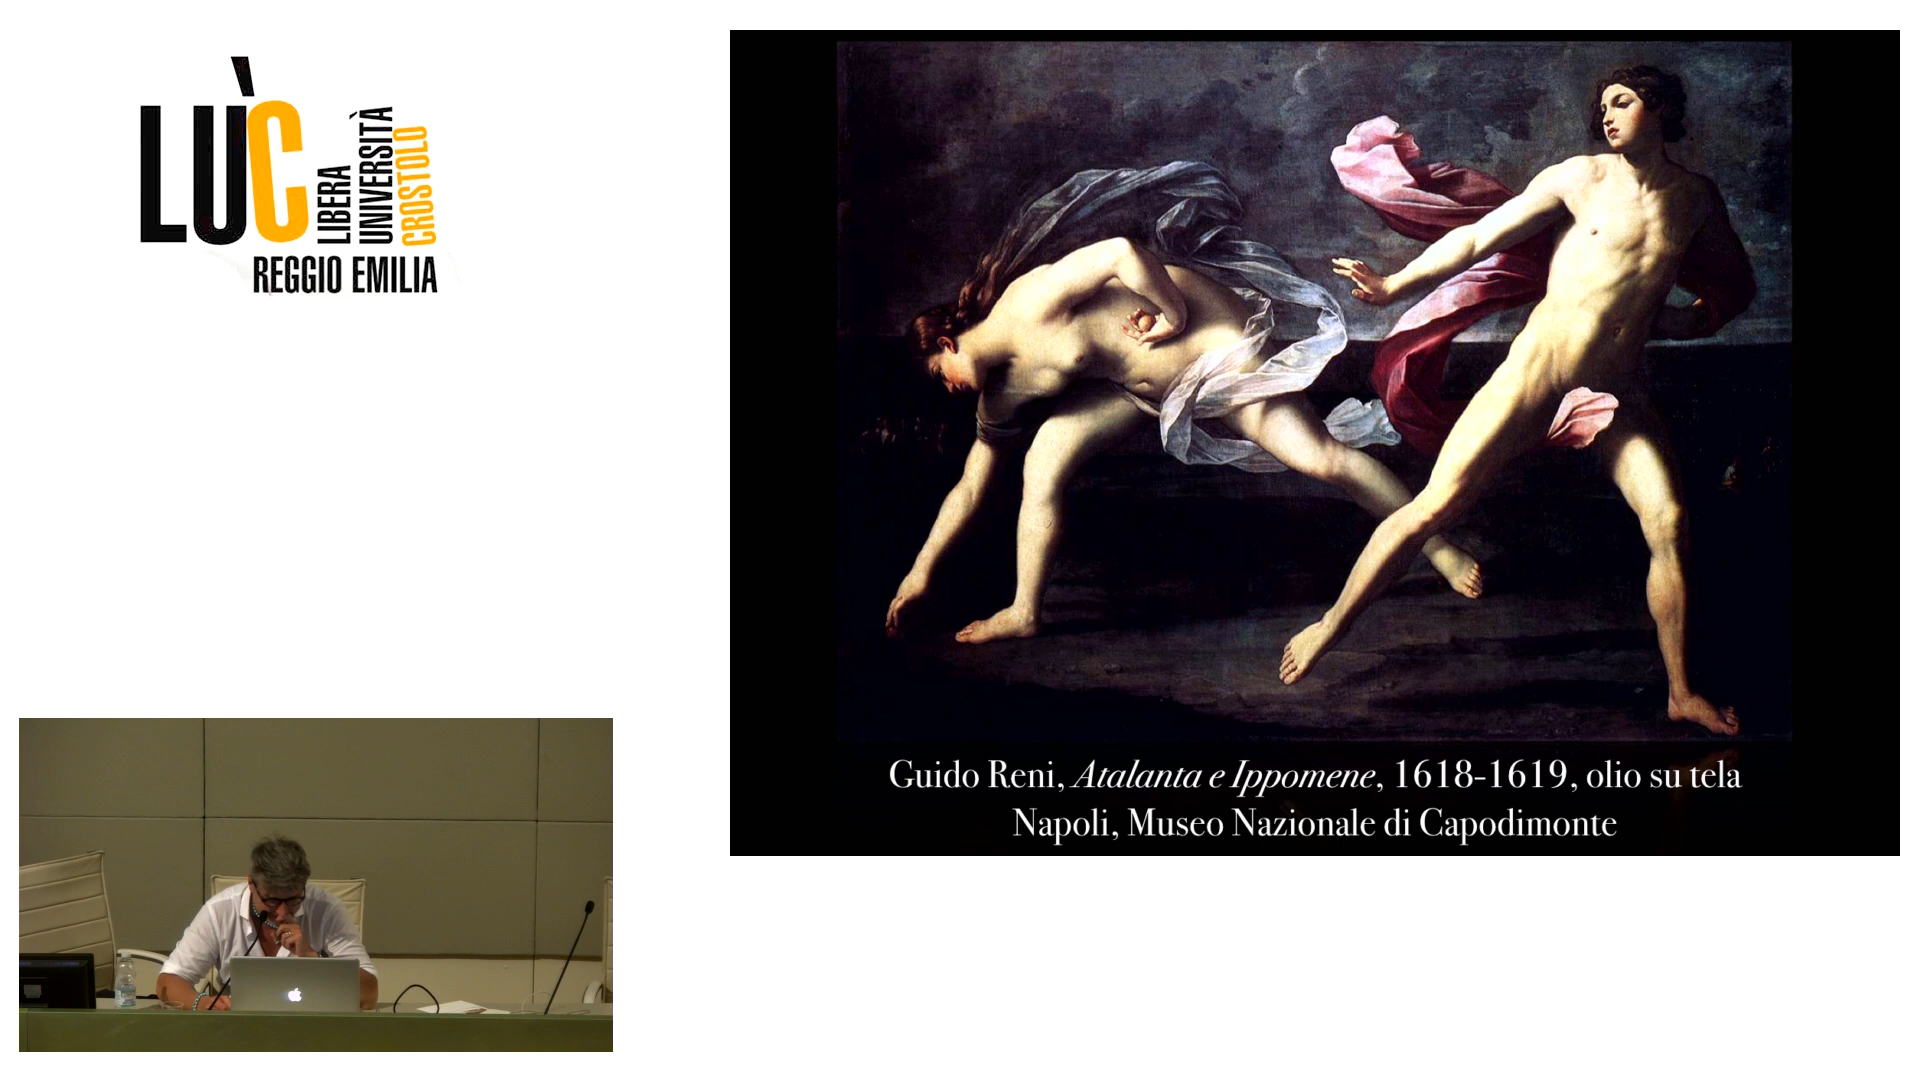 LÙC
LIBERA
UNIVERSITÀ
CROSTOLO
REGGIO EMILIA
Guido Reni, Atalanta e Ippomene, 1618-1619, olio su tela
Napoli, Museo Nazionale di Capodimonte